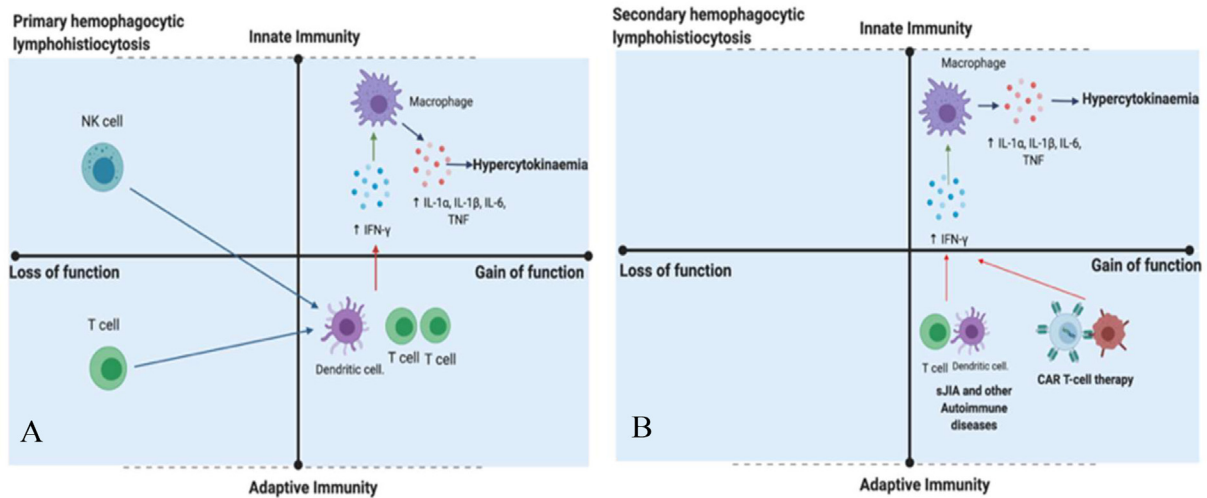 Primary hemophagocytic
lymphohistiocytosis
Innate Immunity
Macrophage
NK cell
Hypercytokinaemia
↑ IL-1α, IL-1β, IL-6,
TNF
↑ IFN-γ
Loss of function
Gain of function
T cell
Dendritic cell.
T cell
T cell
A
Adaptive Immunity
Secondary hemophagocytic
lymphohistiocytosis
Innate Immunity
Macrophage
Hypercytokinaemia
↑ IL-1α, IL-1β, IL-6,
TNF
↑ IFN-γ
Loss of function
Gain of function
T cell
Dendritic cell.
CAR T-cell therapy
sJIA and other
Autoimmune
diseases
B
Adaptive Immunity